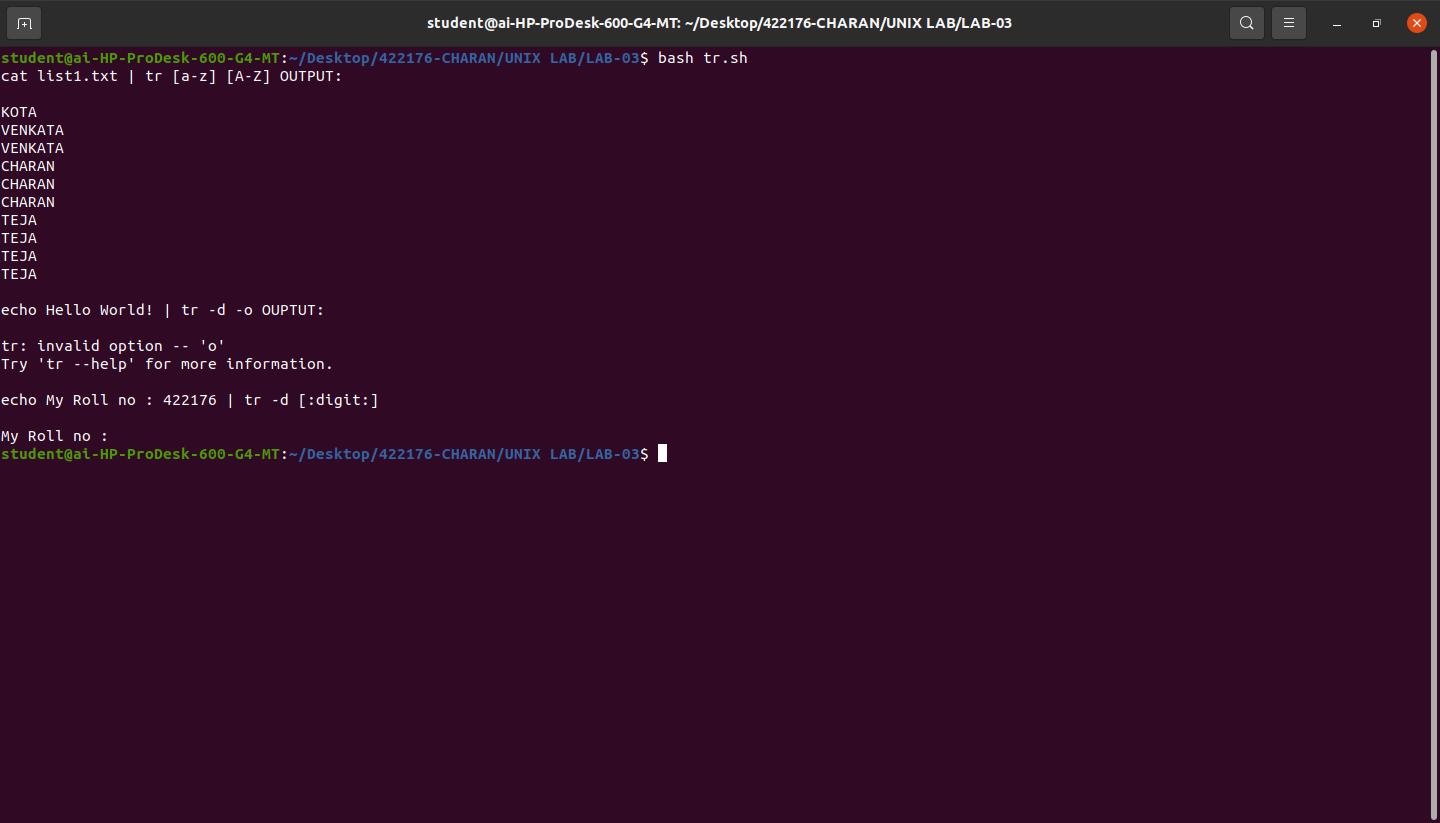 student@ai-HP-ProDesk-600-G4-MT: ~/Desktop/422176-CHARAN/UNIX LAB/LAB-03
student@ai-HP-ProDesk-600-G4-MT:~/Desktop/422176-CHARAN/UNIX LAB/LAB-03$ bash tr.sh
cat list1.txt | tr [a-z] [A-Z] OUTPUT:
KOTA
VENKATA
VENKATA
CHARAN
CHARAN
CHARAN
TEJA
TEJA
TEJA
TEJA
echo Hello World! | tr -d -o OUPTUT:
tr: invalid option -- 'o'
Try 'tr --help' for more information.
echo My Roll no : 422176 | tr -d [:digit:]
My Roll no :
student@ai-HP-ProDesk-600-G4-MT:~/Desktop/422176-CHARAN/UNIX LAB/LAB-03$